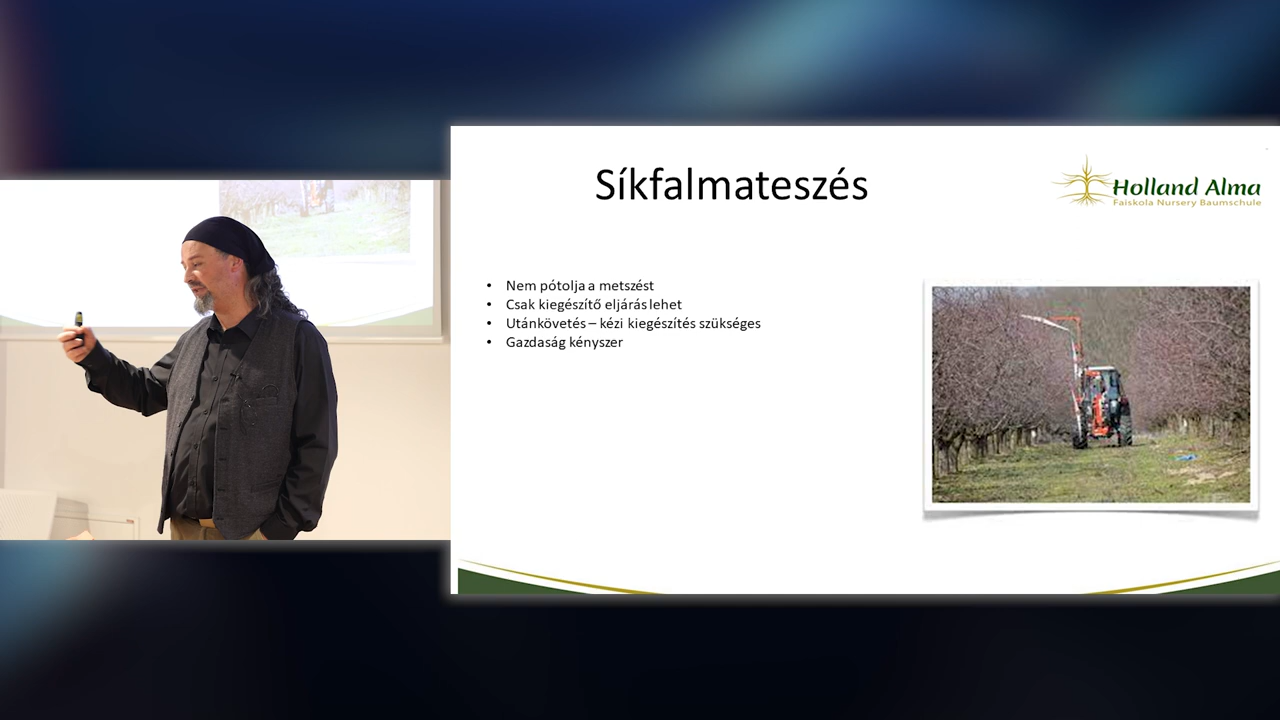 Síkfalmateszés
Holland Alma
Faiskola Nursery Baumschule
• Nem pótolja a metszést
• Csak kiegészítő eljárás lehet
• Utánkövetés – kézi kiegészítés szükséges
• Gazdaság kényszer